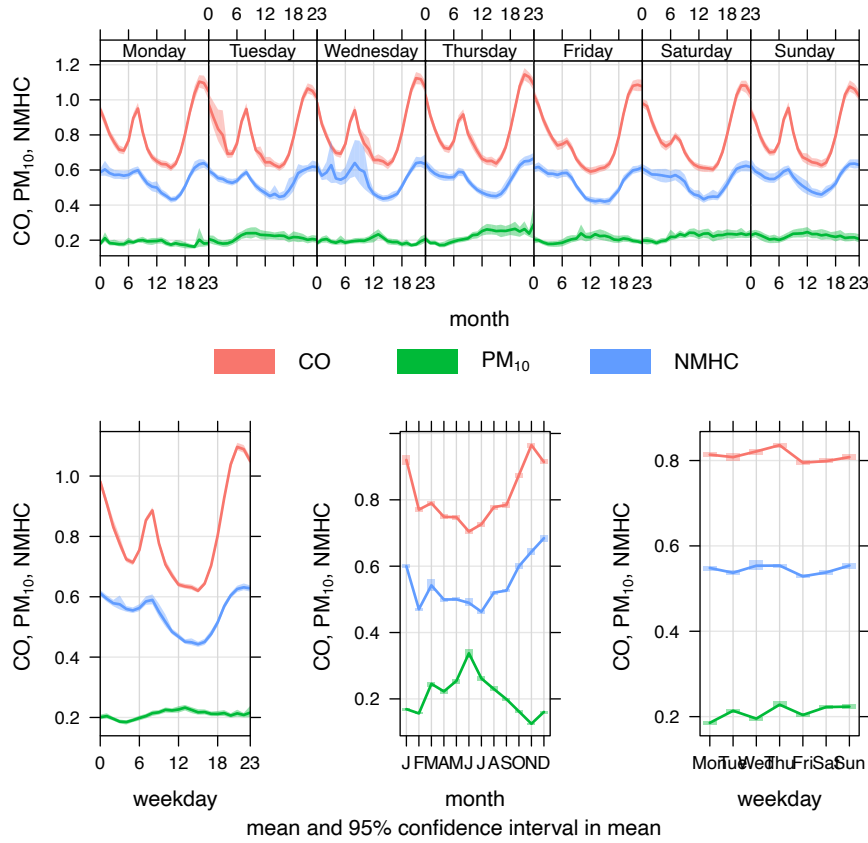 0 6 12 18 23 0 6 12 18 23 0 6 12 18 23
Monday Tuesday Wednesday Thursday Friday Saturday Sunday
CO, PM₁₀, NMHC
1.2
1.0
0.8
0.6
0.4
0.2
0 6 12 18 23 0 6 12 18 23 0 6 12 18 23 0 6 12 18 23
month
CO PM₁₀ NMHC
CO, PM₁₀, NMHC
1.0
0.8
0.6
0.4
0.2
0 6 12 18 23
weekday
CO, PM₁₀, NMHC
0.8
0.6
0.4
0.2
J F M A M J J A S O N D
month
CO, PM₁₀, NMHC
0.8
0.6
0.4
0.2
Mon Tue Wed Thu Fri Sat Sun
weekday
mean and 95% confidence interval in mean